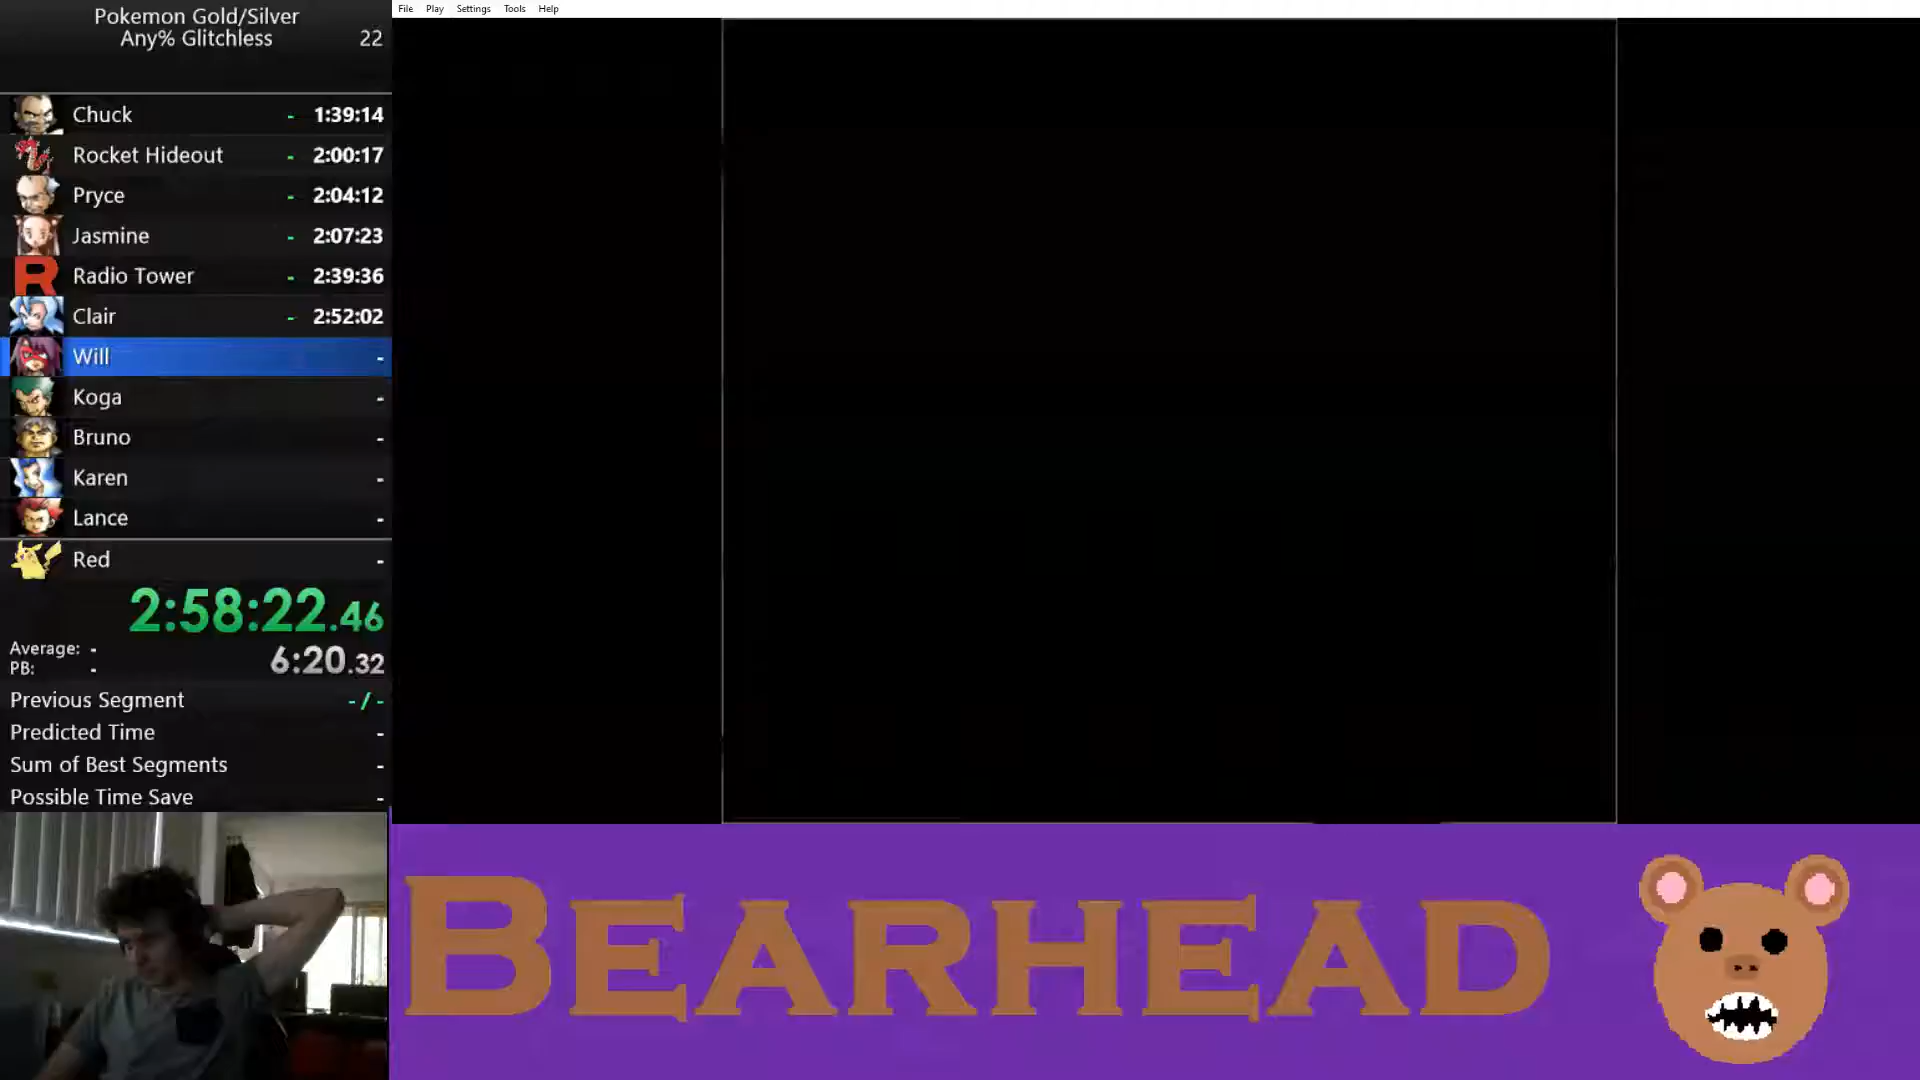 File Play Settings Tools Help
Pokemon Gold/Silver
Any% Glitchless 22
Chuck - 1:39:14
Rocket Hideout - 2:00:17
Pryce - 2:04:12
Jasmine - 2:07:23
R Radio Tower - 2:39:36
Clair - 2:52:02
Will -
Koga -
Bruno -
Karen -
Lance -
Red -
2:58:22.46
Average: -
PB: - 6:20.32
Previous Segment - / -
Predicted Time -
Sum of Best Segments -
Possible Time Save -
BEARHEAD